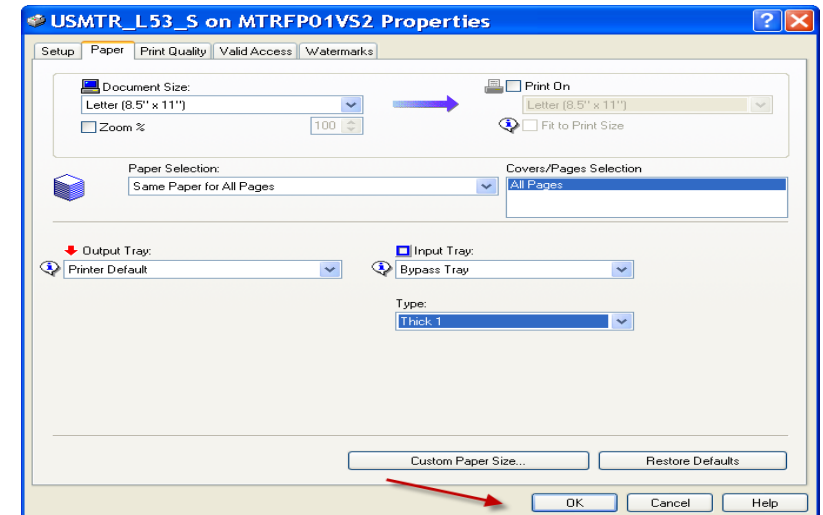 USMTR_L53_S on MTRFP01VS2 Properties
Setup Paper Print Quality Valid Access Watermarks
Document Size:
Print On
Letter (8.5" x 11")
Letter (8.5" x 11")
Zoom %
100
Fit to Print Size
Paper Selection:
Covers/Pages Selection
Same Paper for All Pages
All Pages
Output Tray:
Input Tray:
Printer Default
Bypass Tray
Type:
Thick 1
Custom Paper Size...
Restore Defaults
OK
Cancel
Help